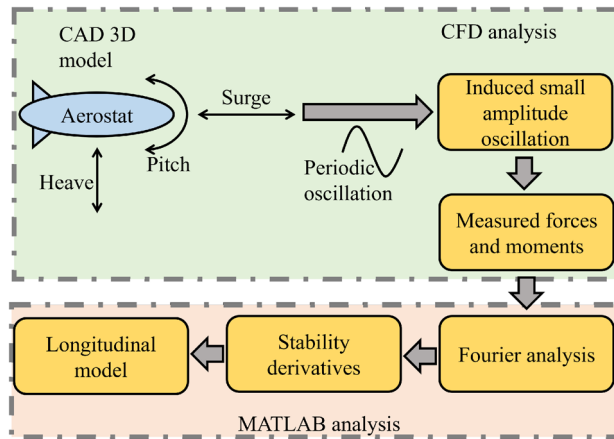 CAD 3D
model
CFD analysis
Aerostat
Surge
Pitch
Heave
Periodic
oscillation
Induced small
amplitude
oscillation
Measured forces
and moments
Fourier analysis
Stability
derivatives
Longitudinal
model
MATLAB analysis